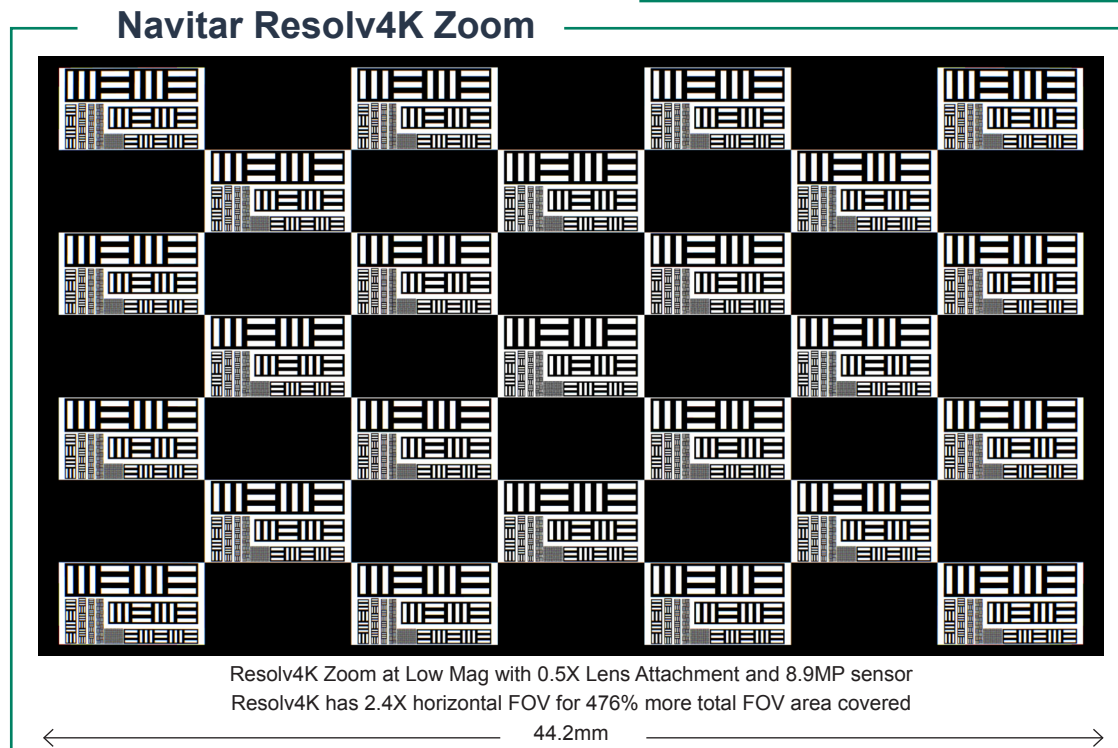 Navitar Resolv4K Zoom
Resolv4K Zoom at Low Mag with 0.5X Lens Attachment and 8.9MP sensor
Resolv4K has 2.4X horizontal FOV for 476% more total FOV area covered
44.2mm